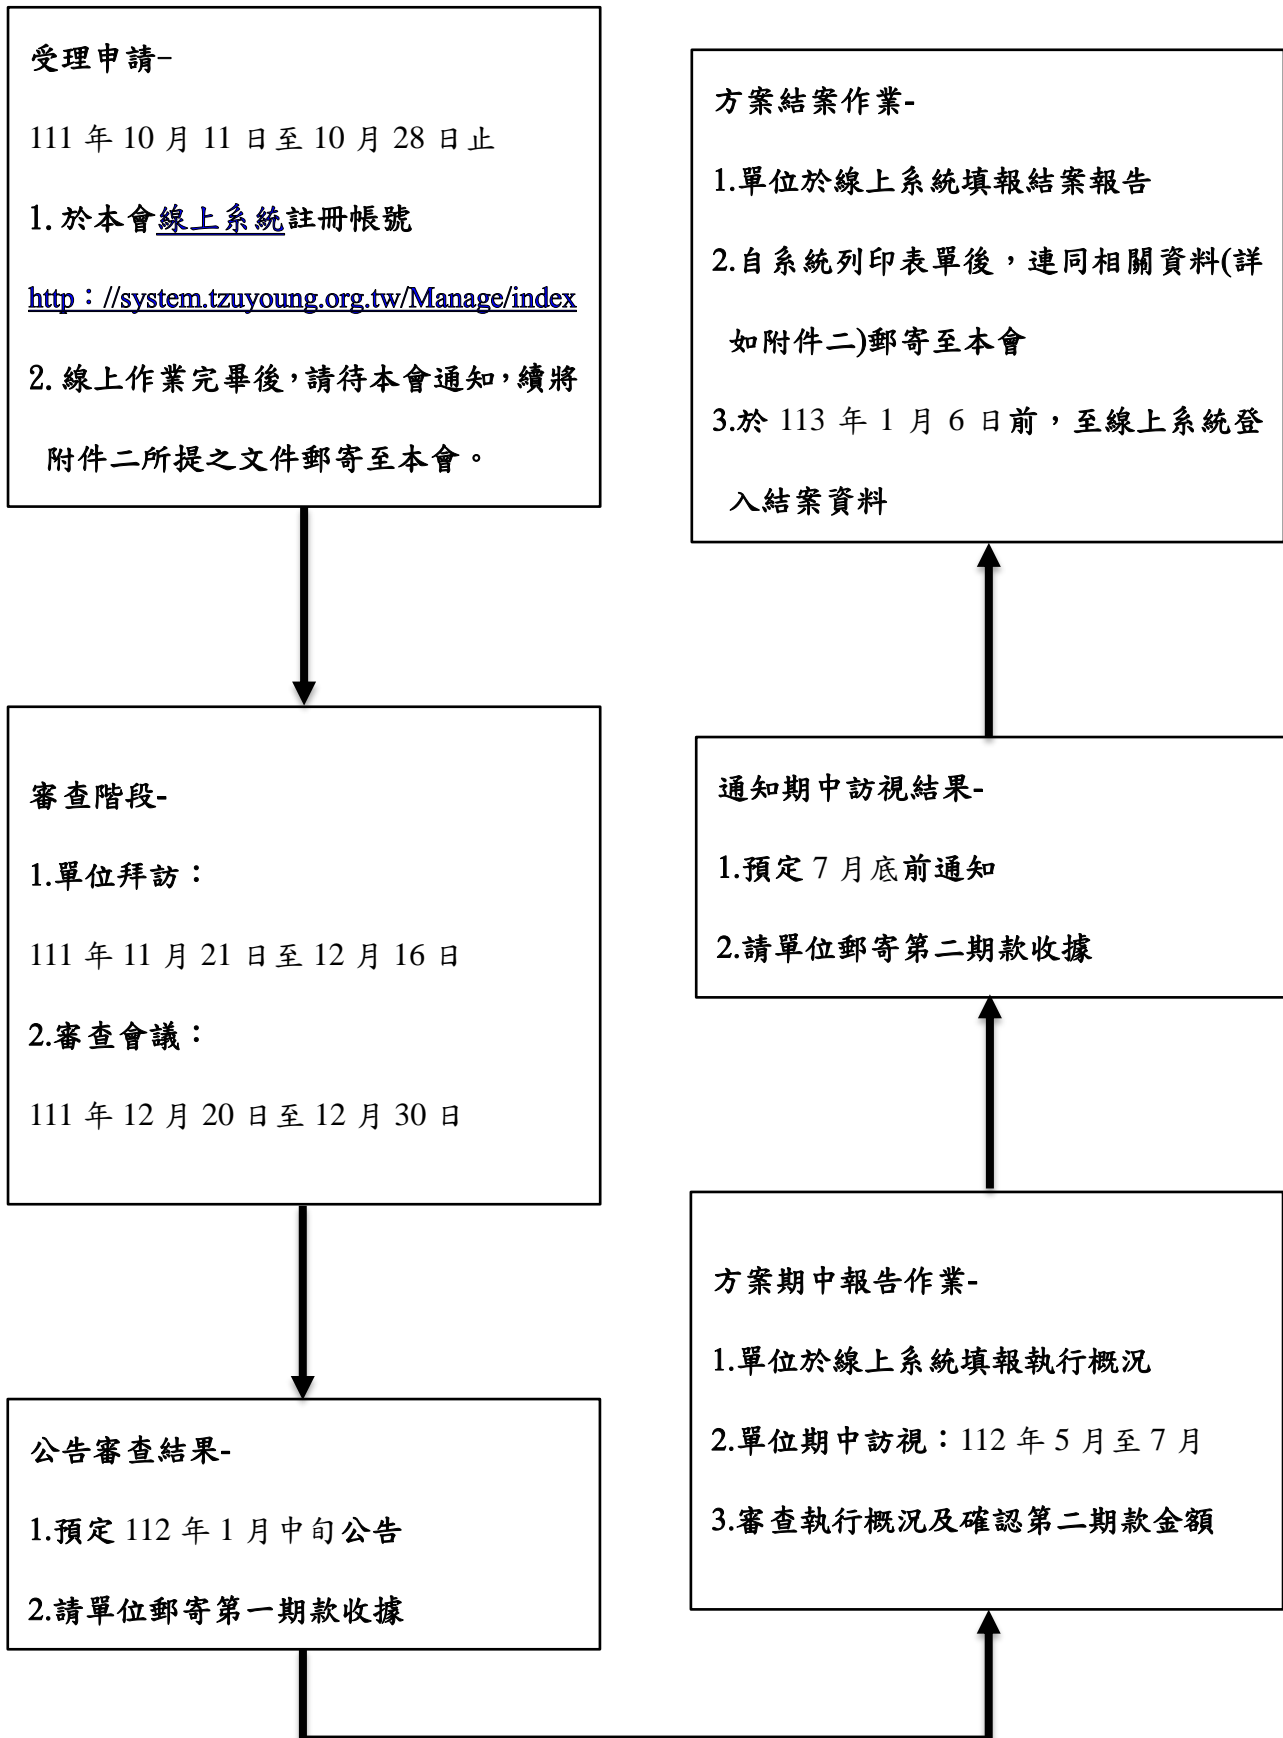 受理申請-
111 年 10 月 11 日至 10 月 28 日止
1. 於本會線上系統註冊帳號
http：//system.tzuyoung.org.tw/Manage/index
2. 線上作業完畢後，請待本會通知，續將
附件二所提之文件郵寄至本會。
審查階段-
1.單位拜訪：
111 年 11 月 21 日至 12 月 16 日
2.審查會議：
111 年 12 月 20 日至 12 月 30 日
公告審查結果-
1.預定 112 年 1 月中旬公告
2.請單位郵寄第一期款收據
方案期中報告作業-
1.單位於線上系統填報執行概況
2.單位期中訪視：112 年 5 月至 7 月
3.審查執行概況及確認第二期款金額
通知期中訪視結果-
1.預定 7 月底前通知
2.請單位郵寄第二期款收據
方案結案作業-
1.單位於線上系統填報結案報告
2.自系統列印表單後，連同相關資料(詳
如附件二)郵寄至本會
3.於 113 年 1 月 6 日前，至線上系統登
入結案資料